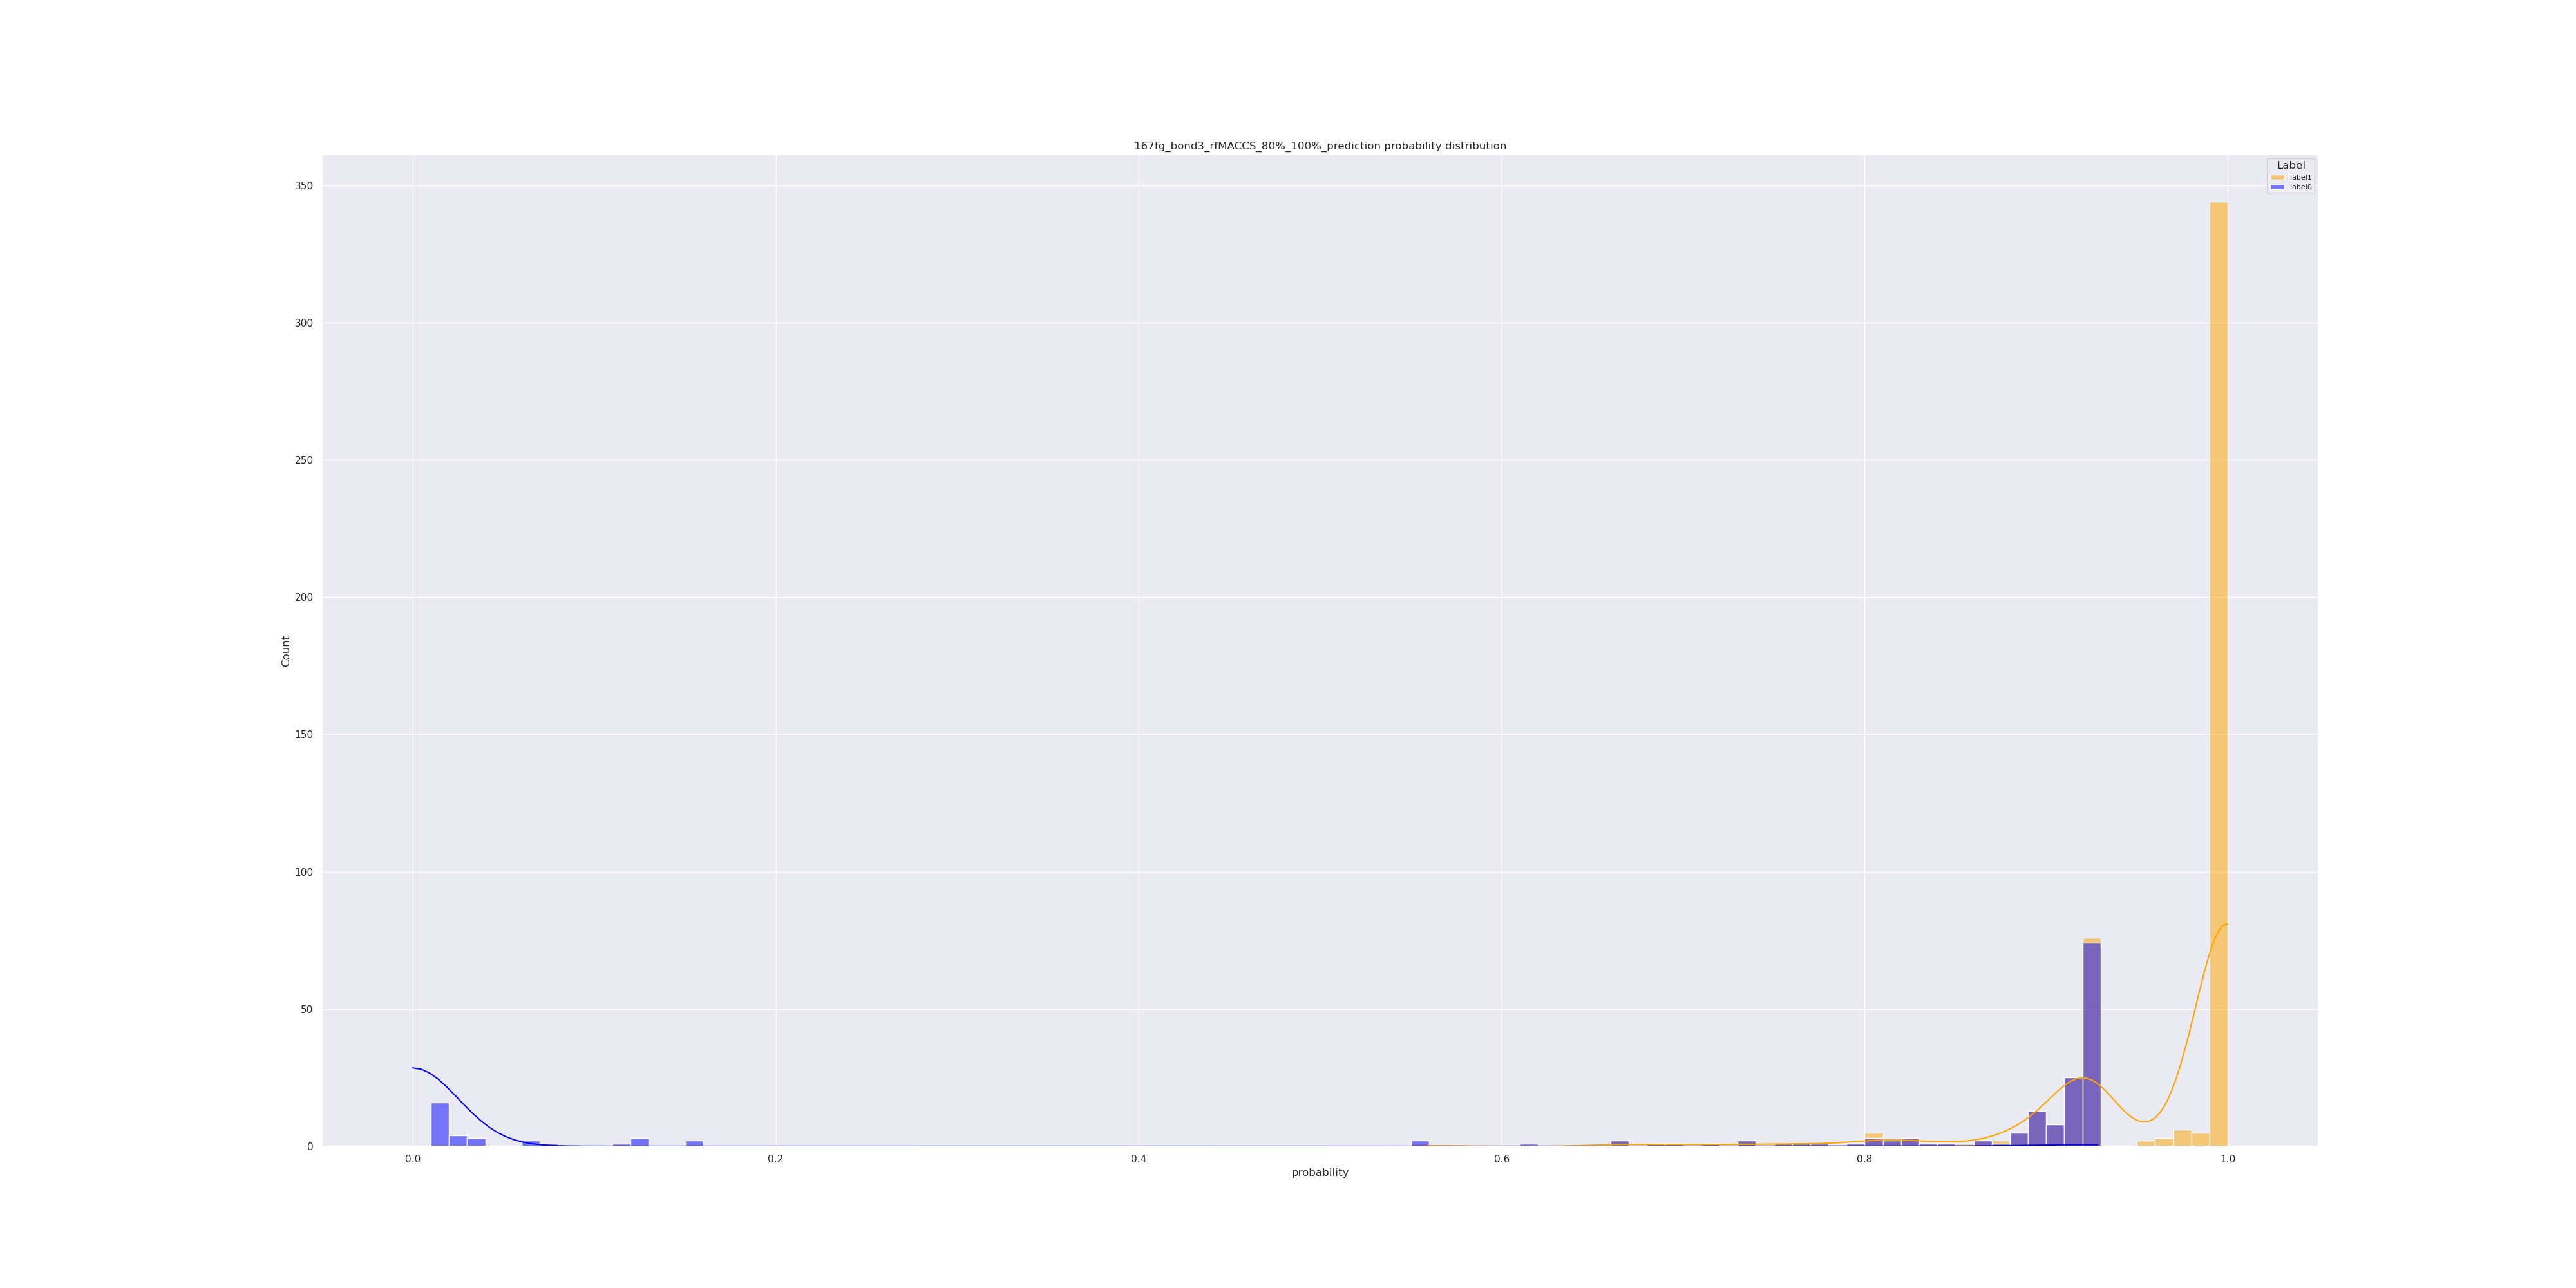 167fg_bond3_rfMACCS_80%_100%_prediction probability distribution
Label
label1
label0
350
300
250
200
150
100
50
0
Count
0.0 0.2 0.4 0.6 0.8 1.0
probability